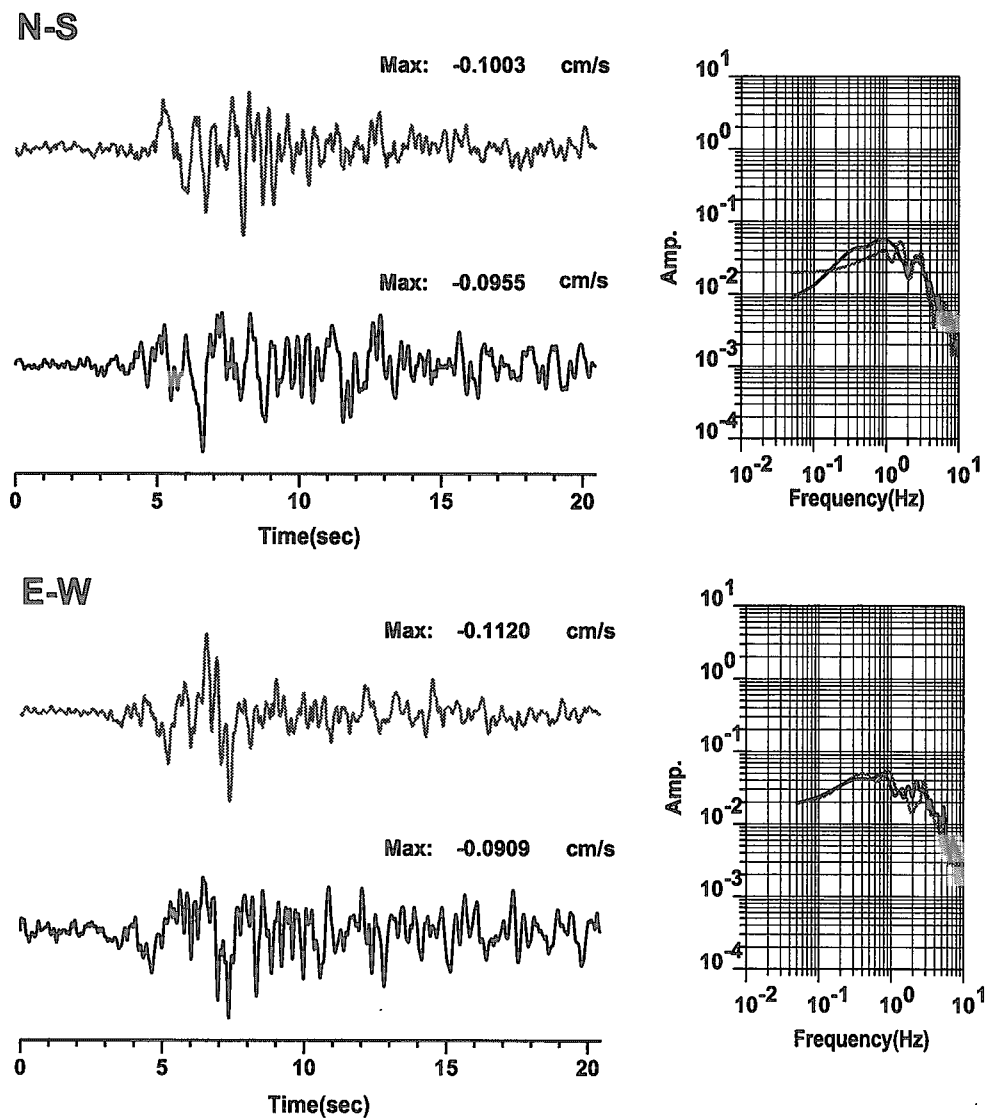 N-S
Max: -0.1003 cm/s
Max: -0.0955 cm/s
0 5 10 15 20
Time(sec)
10^1
10^0
10^-1
10^-2
10^-3
10^-4
Amp.
10^-2 10^-1 10^0 10^1
Frequency(Hz)
E-W
Max: -0.1120 cm/s
Max: -0.0909 cm/s
0 5 10 15 20
Time(sec)
10^1
10^0
10^-1
10^-2
10^-3
10^-4
Amp.
10^-2 10^-1 10^0 10^1
Frequency(Hz)